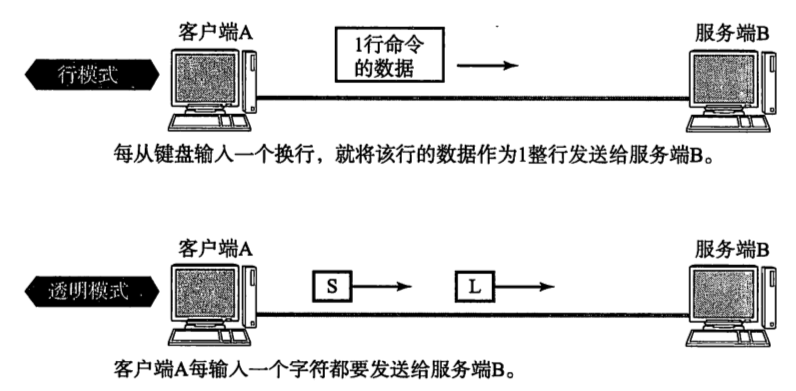 客户端A
服务端B
1行命令
的数据
行模式
每从键盘输入一个换行，就将该行的数据作为1整行发送给服务端B。
客户端A
服务端B
透明模式
S
L
客户端A每输入一个字符都要发送给服务端B。